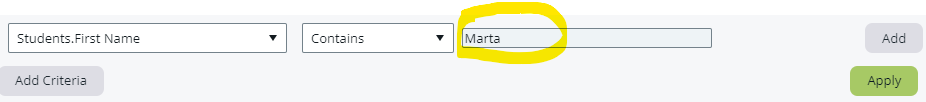 Students.First Name Contains Marta Add
Add Criteria Apply